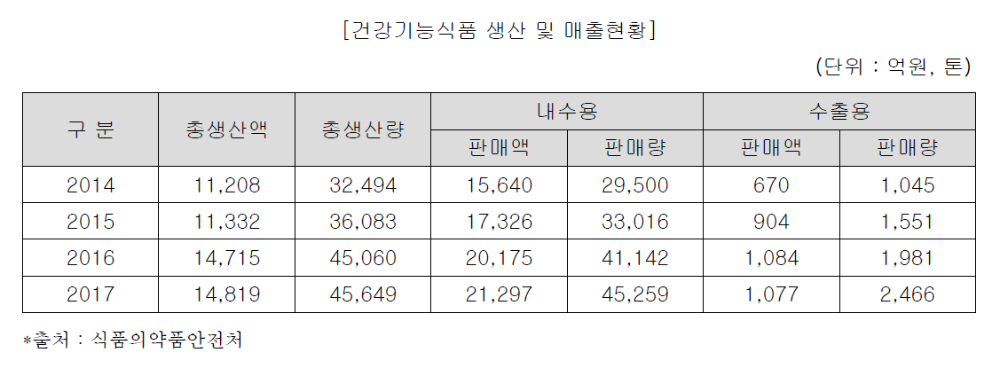 [건강기능식품 생산 및 매출현황]
(단위 : 억원, 톤)
구 분 총생산액 총생산량 내수용 수출용
판매액 판매량 판매액 판매량
2014 11,208 32,494 15,640 29,500 670 1,045
2015 11,332 36,083 17,326 33,016 904 1,551
2016 14,715 45,060 20,175 41,142 1,084 1,981
2017 14,819 45,649 21,297 45,259 1,077 2,466
*출처 : 식품의약품안전처